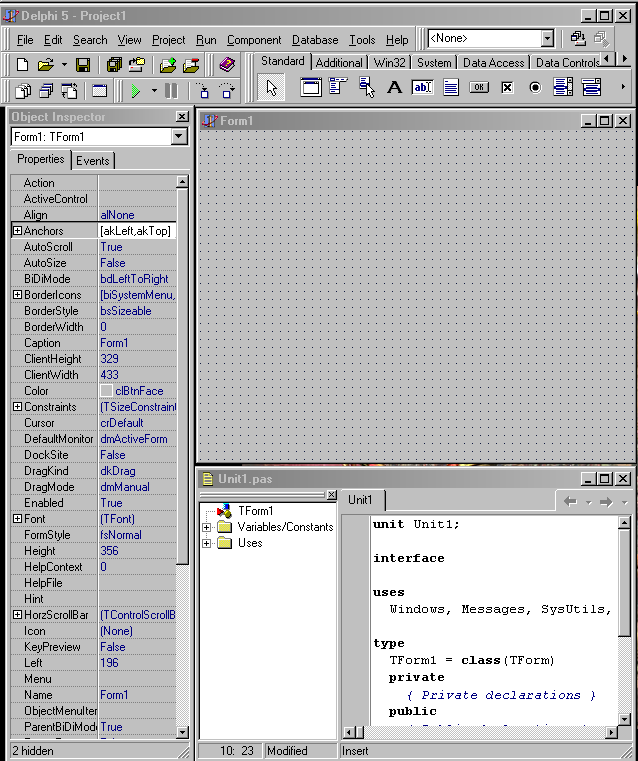 Delphi 5 - Project1
File Edit Search View Project Run Component Database Tools Help
<None>
Standard Additional Win32 System Data Access Data Controls
A
ab
OK
Object Inspector
Form1: TForm1
Properties Events
Action
ActiveControl
Align alNone
Anchors [akLeft,akTop]
AutoScroll True
AutoSize False
BiDiMode bdLeftToRight
BorderIcons [biSystemMenu,
BorderStyle bsSizeable
BorderWidth 0
Caption Form1
ClientHeight 329
ClientWidth 433
Color clBtnFace
Constraints (TSizeConstraint
Cursor crDefault
DefaultMonitor dmActiveForm
DockSite False
DragKind dkDrag
DragMode dmManual
Enabled True
Font (TFont)
FormStyle fsNormal
Height 356
HelpContext 0
HelpFile
Hint
HorzScrollBar (TControlScrollB
Icon (None)
KeyPreview False
Left 196
Menu
Name Form1
ObjectMenuIter
ParentBiDiMod True
2 hidden
Form1
Unit1.pas
TForm1
Variables/Constants
Uses
Unit1
unit Unit1;
interface
uses
Windows, Messages, SysUtils,
type
TForm1 = class(TForm)
private
{ Private declarations }
public
10: 23 Modified Insert